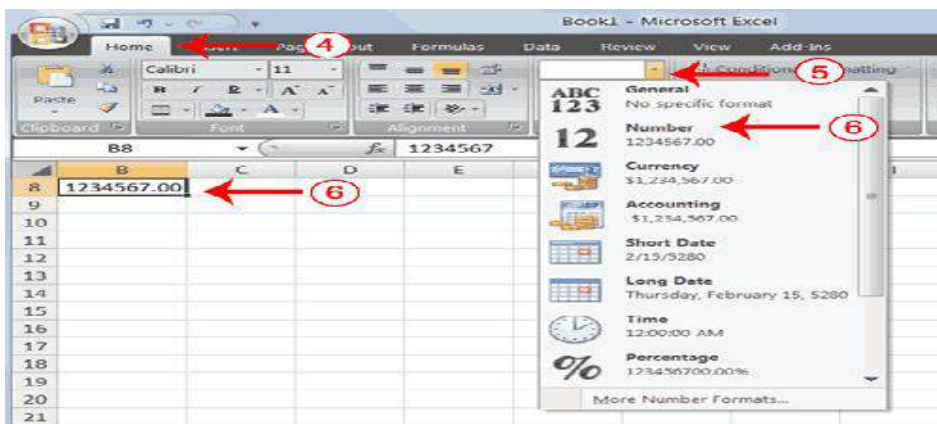 Book1 - Microsoft Excel
Home 4 Formulas Data Review View Add-Ins
Calibri 11 5
Paste
Clipboard Font Alignment
B8 fx 1234567
B C D E
8 1234567.00 6
9
10
11
12
13
14
15
16
17
18
19
20
21
ABC
123
General
No specific format
12
Number 6
1234567.00
Currency
$1,234,567.00
Accounting
$1,234,567.00
Short Date
2/15/5280
Long Date
Thursday, February 15, 5280
Time
12:00:00 AM
%
Percentage
123456700.00%
More Number Formats...